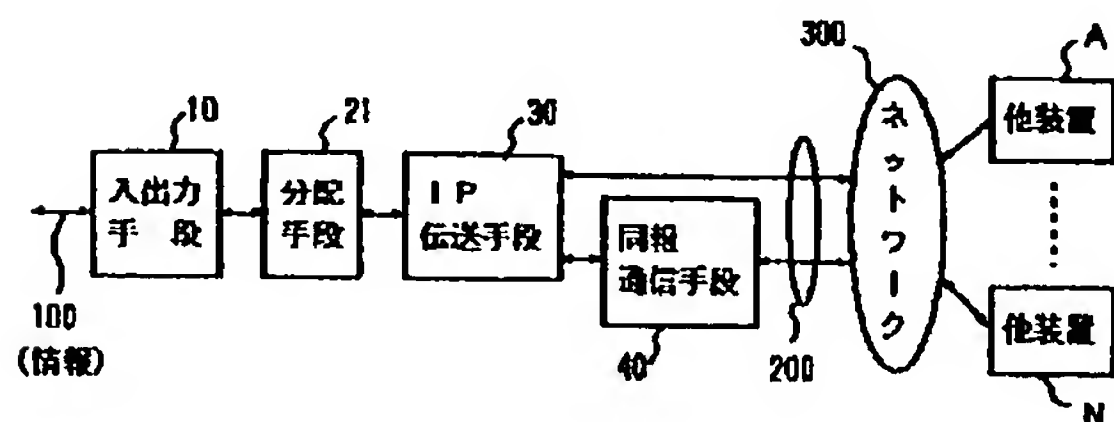 10
入出力
手段
21
分配
手段
30
IP
伝送手段
同報
通信手段
40
100
(情報)
200
300
ネットワーク
A
他装置
他装置
N